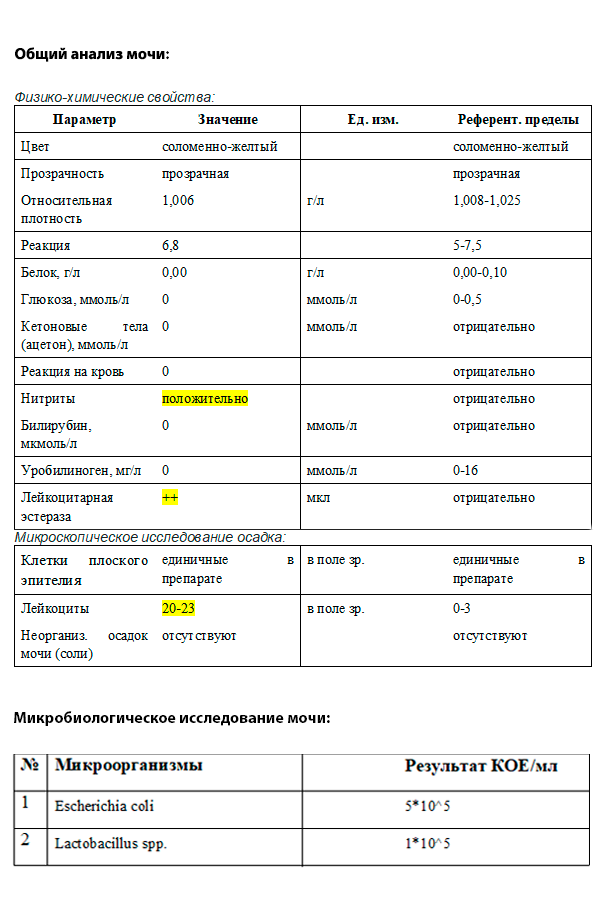 Общий анализ мочи:
Физико-химические свойства:
Параметр Значение Ед. изм. Референт. пределы
Цвет соломенно-желтый соломенно-желтый
Прозрачность прозрачная прозрачная
Относительная 1,006 г/л 1,008-1,025
плотность
Реакция 6,8 5-7,5
Белок, г/л 0,00 г/л 0,00-0,10
Глюкоза, ммоль/л 0 ммоль/л 0-0,5
Кетоновые тела 0 ммоль/л отрицательно
(ацетон), ммоль/л
Реакция на кровь 0 отрицательно
Нитриты положительно отрицательно
Билирубин, 0 ммоль/л отрицательно
мкмоль/л
Уробилиноген, мг/л 0 ммоль/л 0-16
Лейкоцитарная ++ мкл отрицательно
эстераза
Микроскопическое исследование осадка:
Клетки плоского единичные в в поле зр. единичные в
эпителия препарате препарате
Лейкоциты 20-23 в поле зр. 0-3
Неорганиз. осадок отсутствуют отсутствуют
мочи (соли)
Микробиологическое исследование мочи:
№ Микроорганизмы Результат КОЕ/мл
1 Escherichia coli 5*10^5
2 Lactobacillus spp. 1*10^5